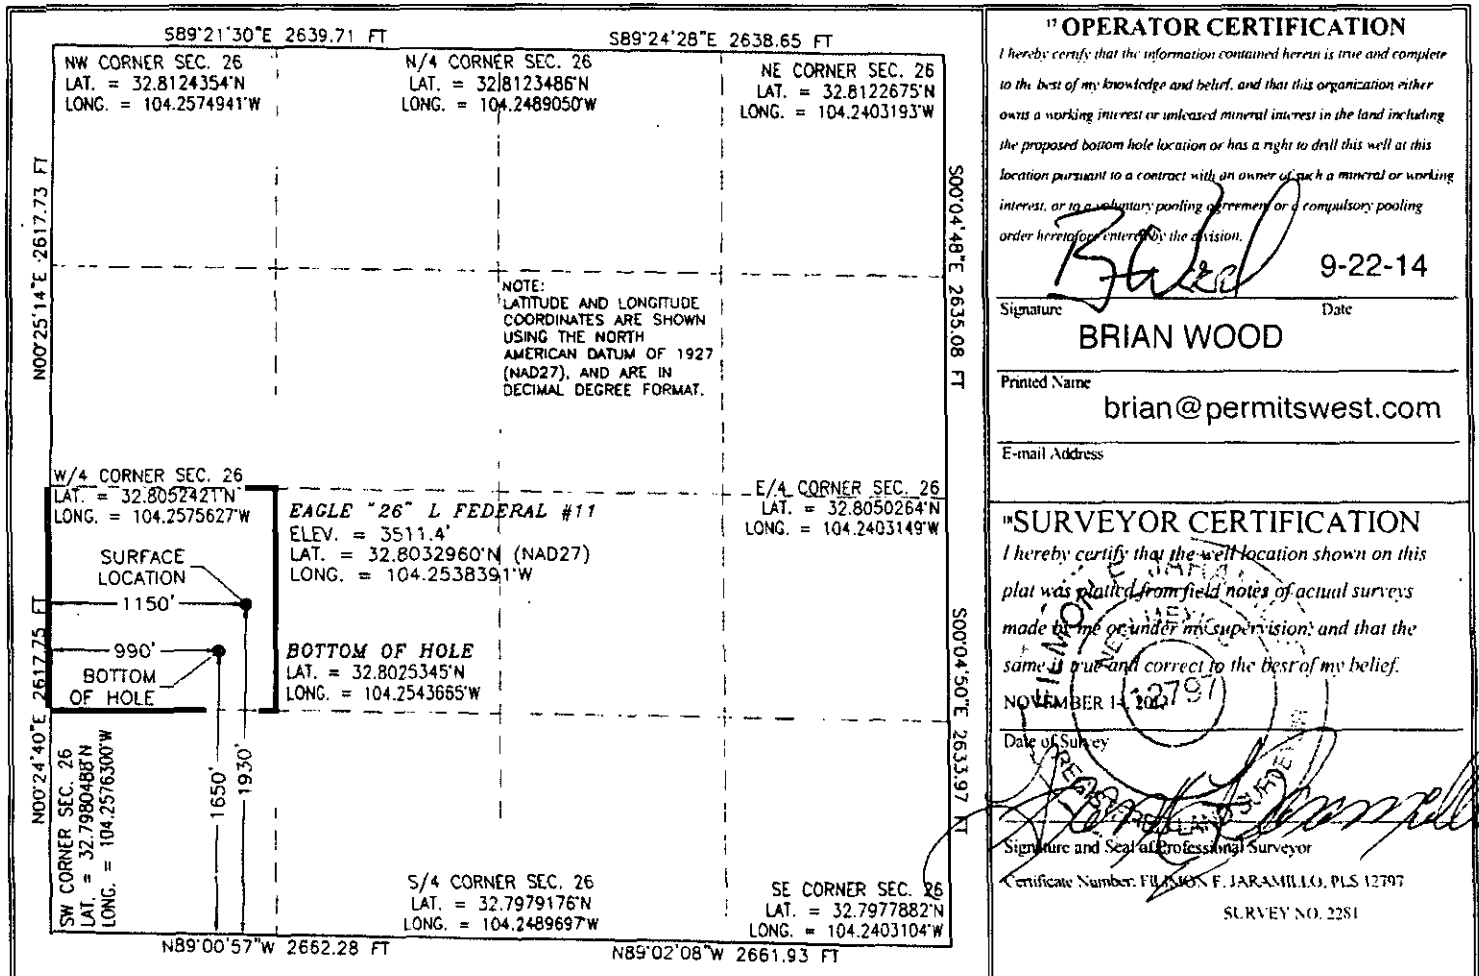 S89°21'30"E 2639.71 FT
S89°24'28"E 2638.65 FT
NW CORNER SEC. 26
LAT. = 32.8124354°N
LONG. = 104.2574941°W
N/4 CORNER SEC. 26
LAT. = 32.8123486°N
LONG. = 104.2489050°W
NE CORNER SEC. 26
LAT. = 32.8122675°N
LONG. = 104.2403193°W
N00°25'14"E 2617.73 FT
S00°04'48"E 2635.08 FT
NOTE:
LATITUDE AND LONGITUDE
COORDINATES ARE SHOWN
USING THE NORTH
AMERICAN DATUM OF 1927
(NAD27), AND ARE IN
DECIMAL DEGREE FORMAT.
W/4 CORNER SEC. 26
LAT. = 32.8052421°N
LONG. = 104.2575627°W
E/4 CORNER SEC. 26
LAT. = 32.8050264°N
LONG. = 104.2403149°W
EAGLE "26" L FEDERAL #11
ELEV. = 3511.4'
LAT. = 32.8032960°N (NAD27)
LONG. = 104.2538391°W
SURFACE
LOCATION
1150'
990'
BOTTOM
OF HOLE
BOTTOM OF HOLE
LAT. = 32.8025345°N
LONG. = 104.2543665°W
N00°24'40"E 2617.75 FT
S00°04'50"E 2633.97 FT
SW CORNER SEC. 26
LAT. = 32.7980488°N
LONG. = 104.2576300°W
1650'
1930'
S/4 CORNER SEC. 26
LAT. = 32.7979176°N
LONG. = 104.2489697°W
SE CORNER SEC. 26
LAT. = 32.7977882°N
LONG. = 104.2403104°W
N89°00'57"W 2662.28 FT
N89°02'08"W 2661.93 FT
17 OPERATOR CERTIFICATION
I hereby certify that the information contained herein is true and complete
to the best of my knowledge and belief, and that this organization either
owns a working interest or unleased mineral interest in the land including
the proposed bottom hole location or has a right to drill this well at this
location pursuant to a contract with an owner of such a mineral or working
interest, or to a voluntary pooling agreement or a compulsory pooling
order heretofore entered by the division.
B Wood
9-22-14
Signature Date
BRIAN WOOD
Printed Name
brian@permitswest.com
E-mail Address
18 SURVEYOR CERTIFICATION
I hereby certify that the well location shown on this
plat was plotted from field notes of actual surveys
made by me or under my supervision, and that the
same is true and correct to the best of my belief.
NOVEMBER
Date of Survey
NEW MEXICO
12797
Signature and Seal of Professional Surveyor
Certificate Number: FILIMON F. JARAMILLO, PLS 12797
SURVEY NO. 2281